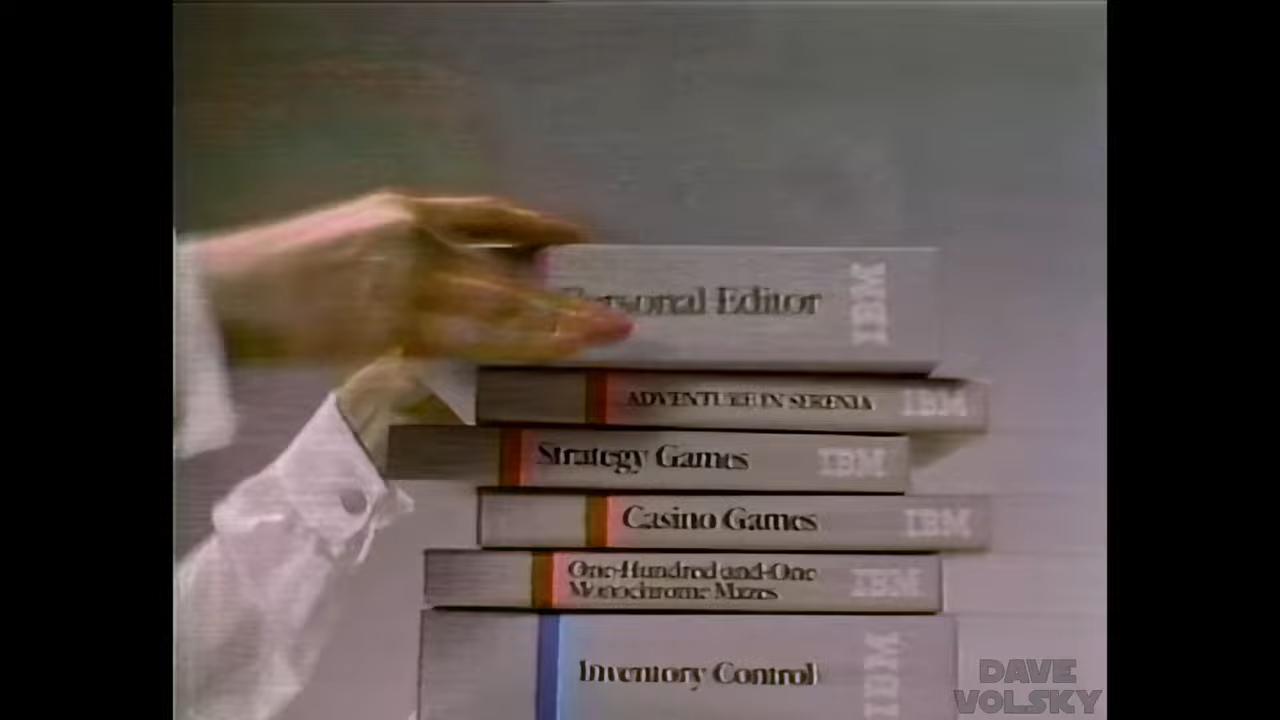 Personal Editor IBM
ADVENTURE IN SERENIA IBM
Strategy Games IBM
Casino Games IBM
One-Hundred-and-One
Monochrome Mazes
IBM
Inventory Control IBM
DAVE
VOLSKY